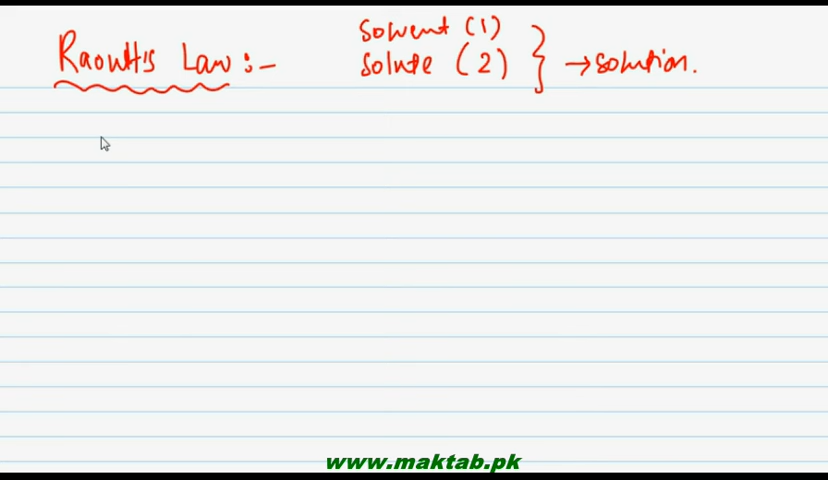 Raoult's Law :-
Solvent (1)
Solute (2) } → solution.
www.maktab.pk